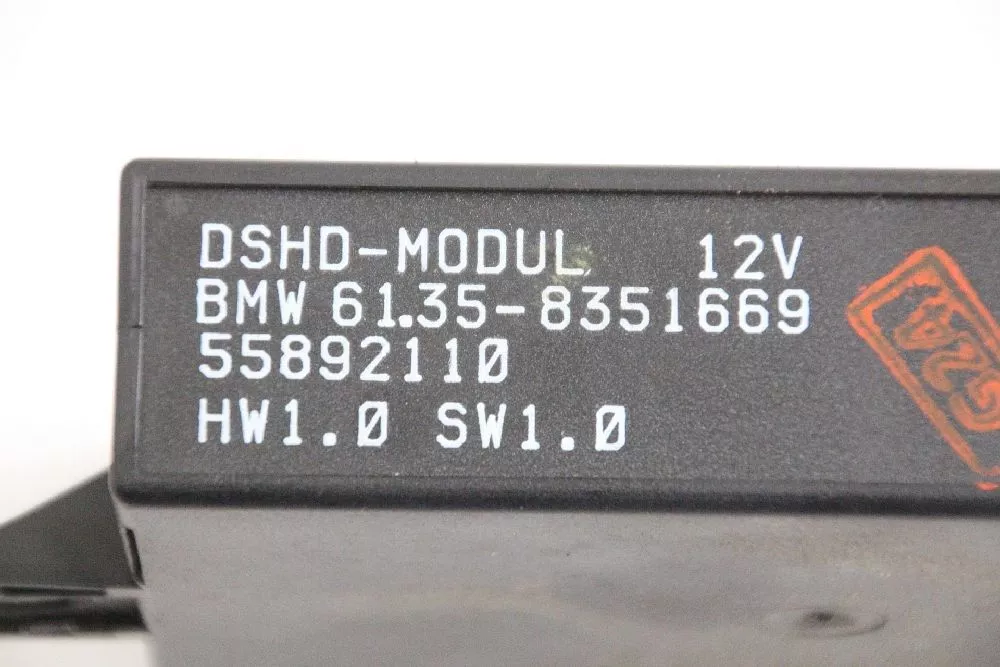 DSHD-MODUL 12V
BMW 61.35-8351669
55892110
HW1.0 SW1.0